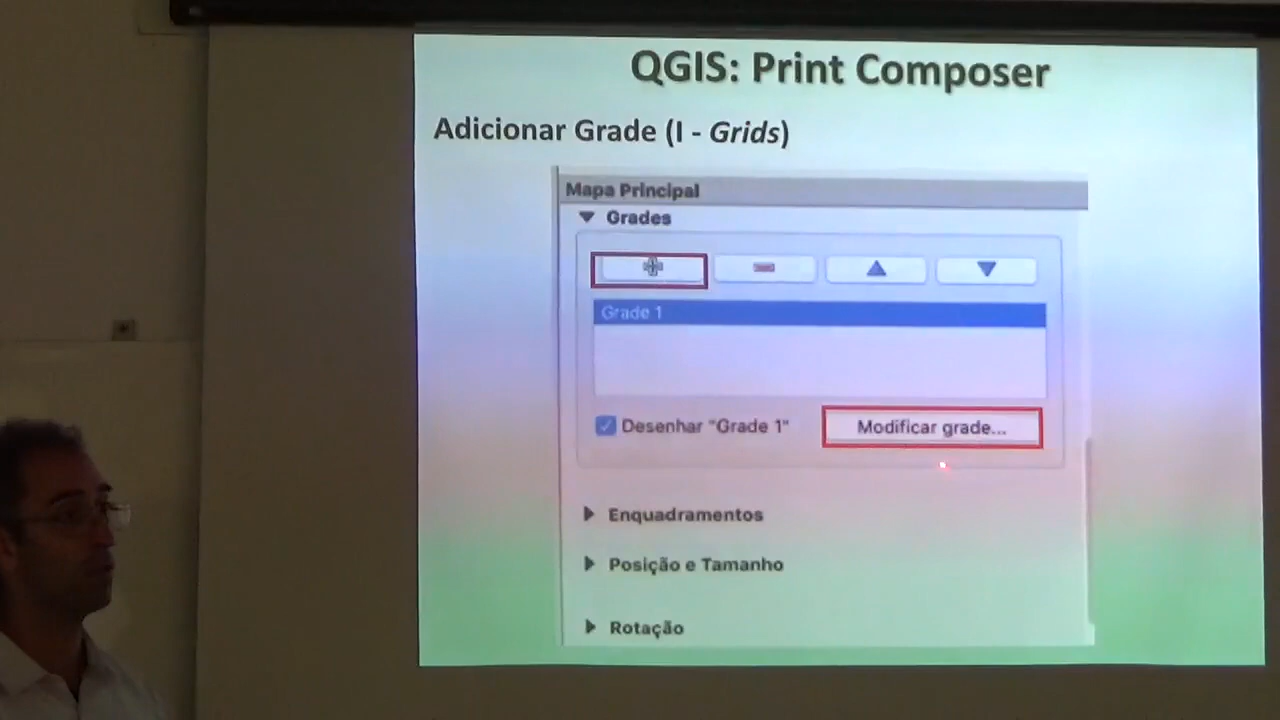 QGIS: Print Composer
Adicionar Grade (I - Grids)
Mapa Principal
Grades
Grade 1
Desenhar "Grade 1"
Modificar grade...
Enquadramentos
Posição e Tamanho
Rotação